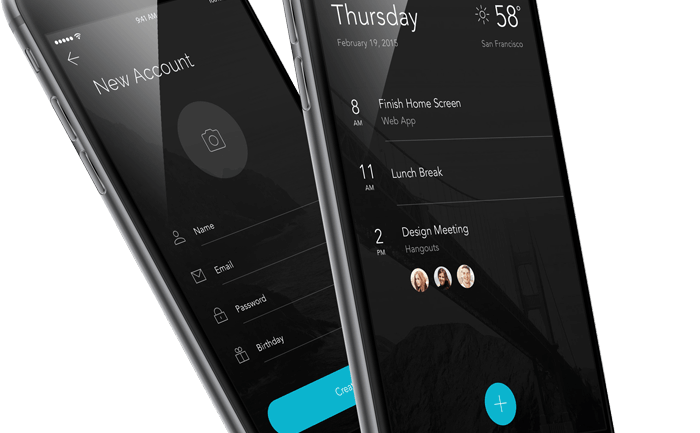 9:41 AM
New Account
Name
Email
Password
Birthday
Thursday
58°
February 19, 2015
San Francisco
8
AM
Finish Home Screen
Web App
11
AM
Lunch Break
2
PM
Design Meeting
Hangouts